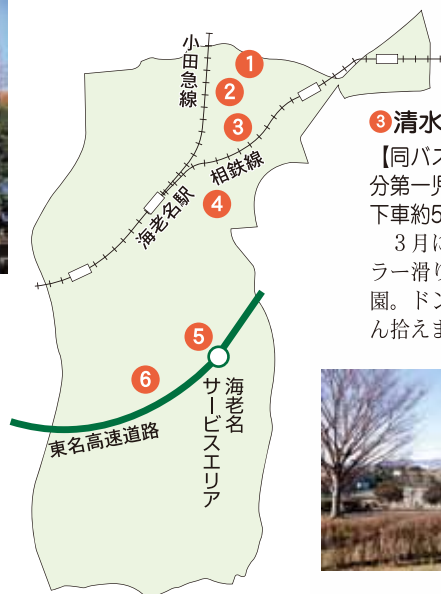 小田急線
1
2
3
相鉄線
海老名駅
4
5
6
海老名
サービスエリア
東名高速道路
3清水
【同バス
分第一児
下車約5
3月に
ラー滑り
園。ドン
ん拾えま